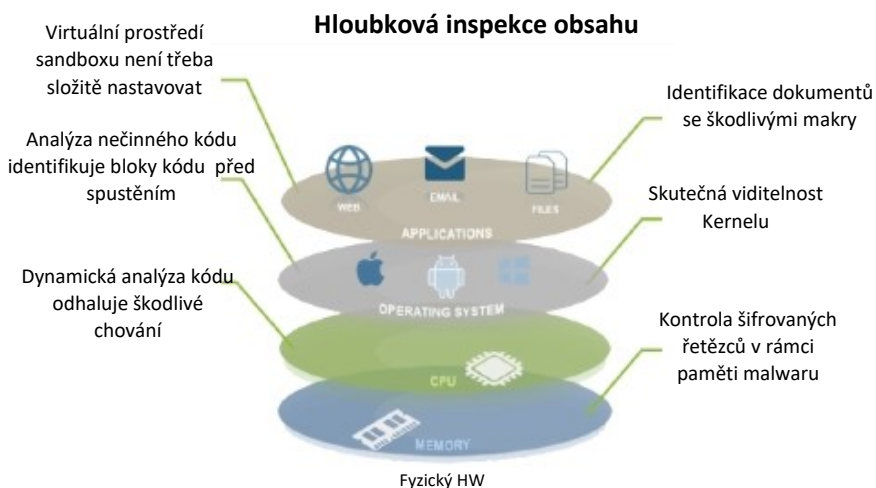 Hloubková inspekce obsahu
Virtuální prostředí
sandboxu není třeba
složitě nastavovat
Identifikace dokumentů
se škodlivými makry
Analýza nečinného kódu
identifikuje bloky kódu před
spuštěním
WEB
EMAIL
FILES
APPLICATIONS
Skutečná viditelnost
Kernelu
Dynamická analýza kódu
odhaluje škodlivé
chování
OPERATING SYSTEM
Kontrola šifrovaných
řetězců v rámci
paměti malwaru
CPU
MEMORY
Fyzický HW